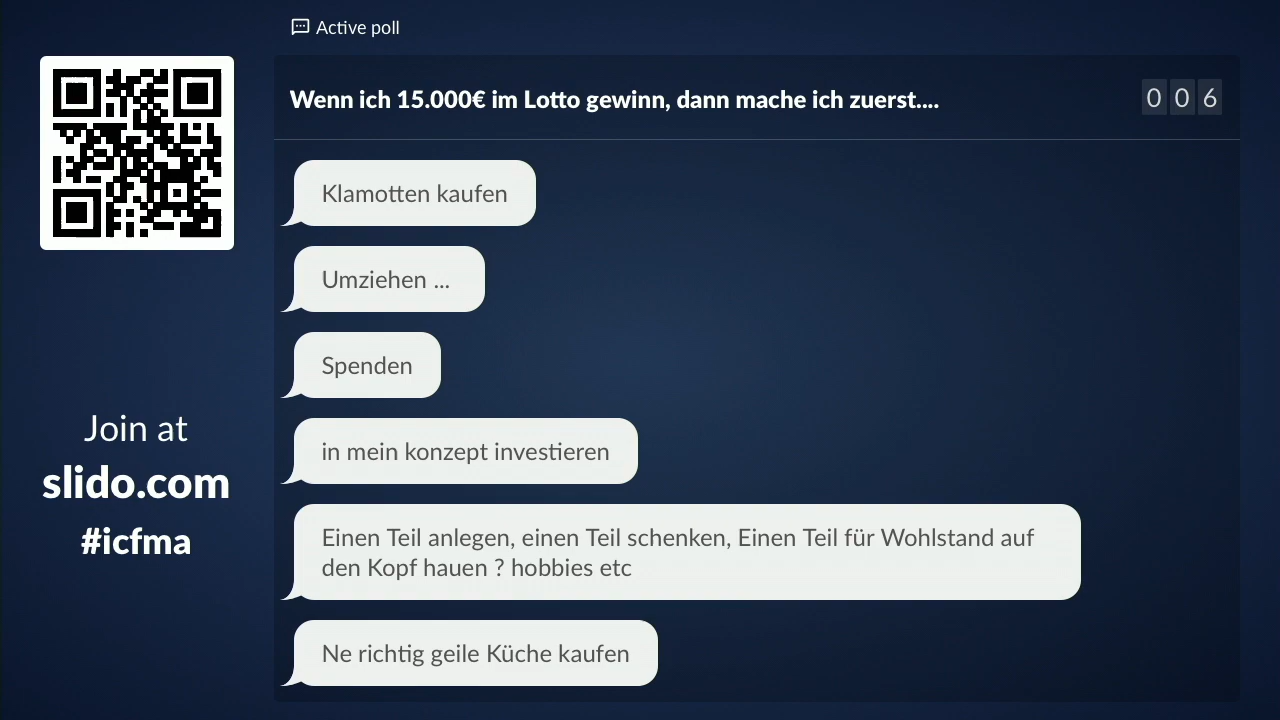 Active poll
Wenn ich 15.000€ im Lotto gewinn, dann mache ich zuerst....
006
Klamotten kaufen
Umziehen ...
Spenden
in mein konzept investieren
Einen Teil anlegen, einen Teil schenken, Einen Teil für Wohlstand auf
den Kopf hauen ? hobbies etc
Ne richtig geile Küche kaufen
Join at
slido.com
#icfma